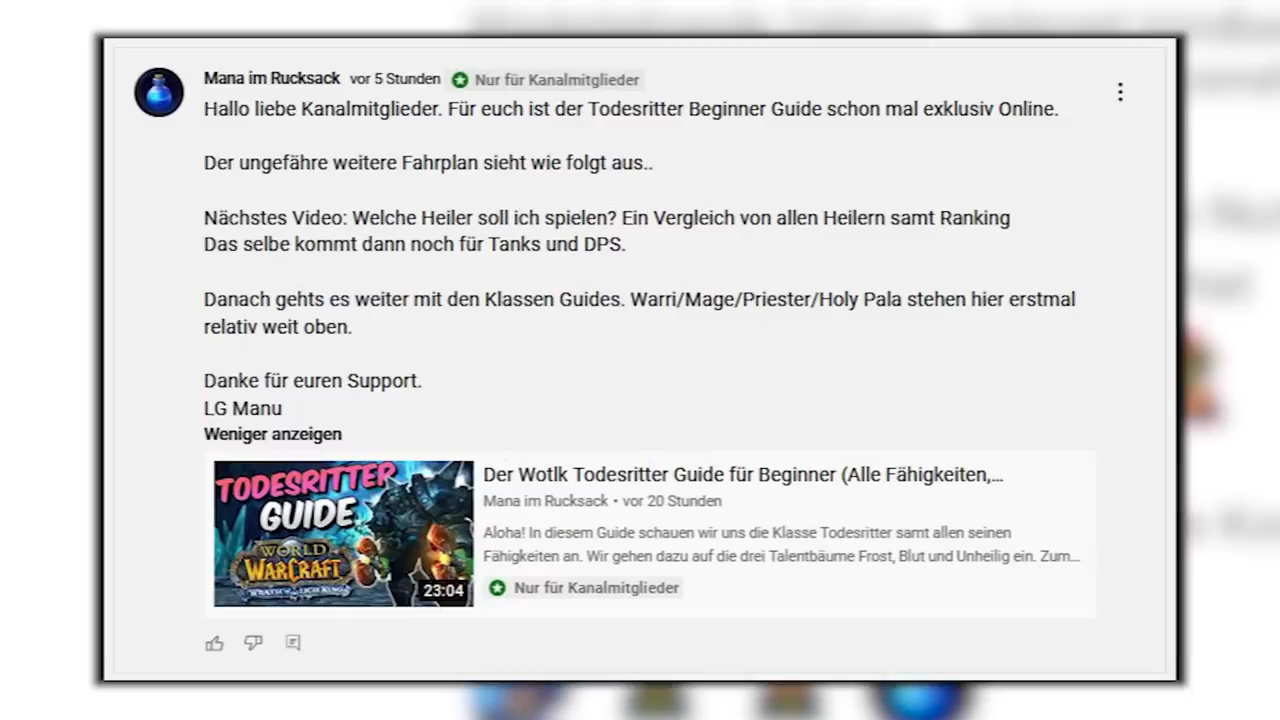 Mana im Rucksack vor 5 Stunden Nur für Kanalmitglieder
Hallo liebe Kanalmitglieder. Für euch ist der Todesritter Beginner Guide schon mal exklusiv Online.
Der ungefähre weitere Fahrplan sieht wie folgt aus..
Nächstes Video: Welche Heiler soll ich spielen? Ein Vergleich von allen Heilern samt Ranking
Das selbe kommt dann noch für Tanks und DPS.
Danach gehts es weiter mit den Klassen Guides. Warri/Mage/Priester/Holy Pala stehen hier erstmal
relativ weit oben.
Danke für euren Support.
LG Manu
Weniger anzeigen
TODESRITTER
GUIDE
WORLD
WARCRAFT
WRATH OF THE LICH KING
23:04
Der Wotlk Todesritter Guide für Beginner (Alle Fähigkeiten,...
Mana im Rucksack • vor 20 Stunden
Aloha! In diesem Guide schauen wir uns die Klasse Todesritter samt allen seinen
Fähigkeiten an. Wir gehen dazu auf die drei Talentbäume Frost, Blut und Unheilig ein. Zum...
Nur für Kanalmitglieder